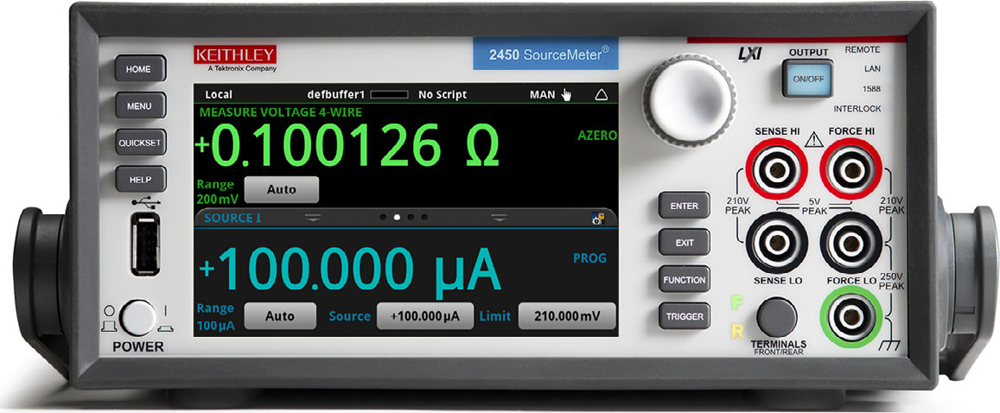 KEITHLEY
A Tektronix Company
2450 SourceMeter®
LXI
OUTPUT
ON/OFF
REMOTE
LAN
1588
INTERLOCK
HOME
MENU
QUICKSET
HELP
Local
defbuffer1
No Script
MAN
MEASURE VOLTAGE 4-WIRE
+0.100126 Ω
AZERO
Range
200mV
Auto
SOURCE I
+100.000 µA
PROG
Range
100µA
Auto
Source
+100.000µA
Limit
210.000mV
POWER
ENTER
EXIT
FUNCTION
TRIGGER
SENSE HI
FORCE HI
210V
PEAK
5V
PEAK
210V
PEAK
SENSE LO
FORCE LO
250V
PEAK
F
R
TERMINALS
FRONT/REAR